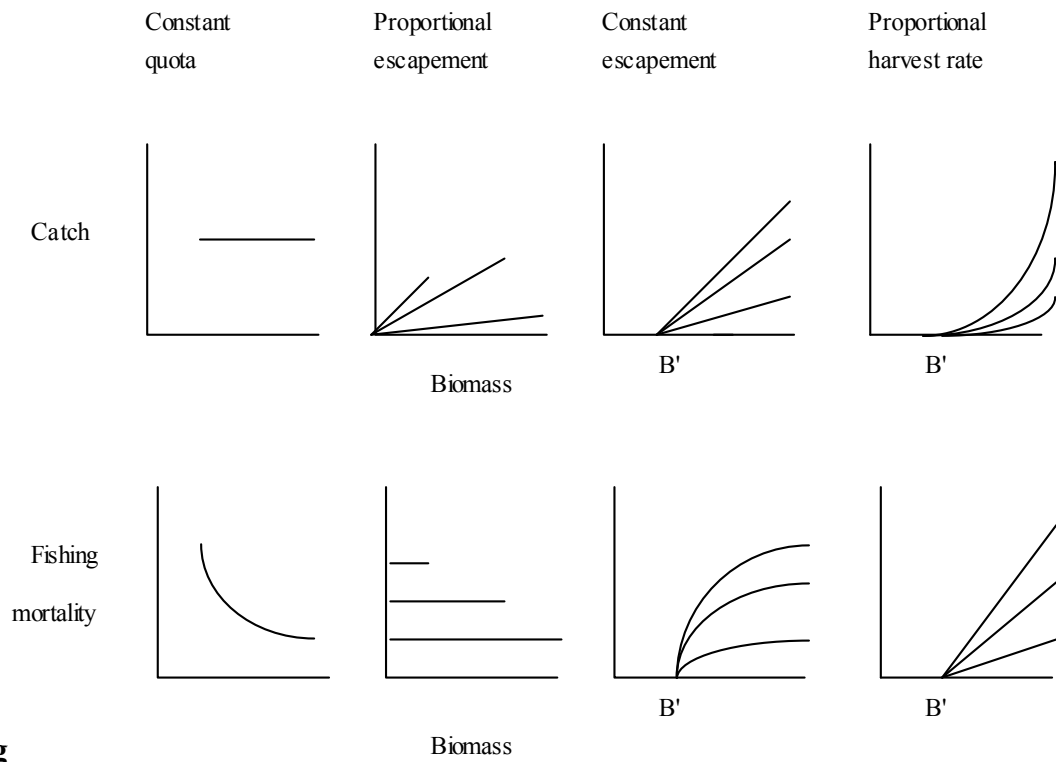 Constant quota
Proportional escapement
Constant escapement
Proportional harvest rate
Catch
B'
B'
Biomass
Fishing mortality
B'
B'
Biomass
g